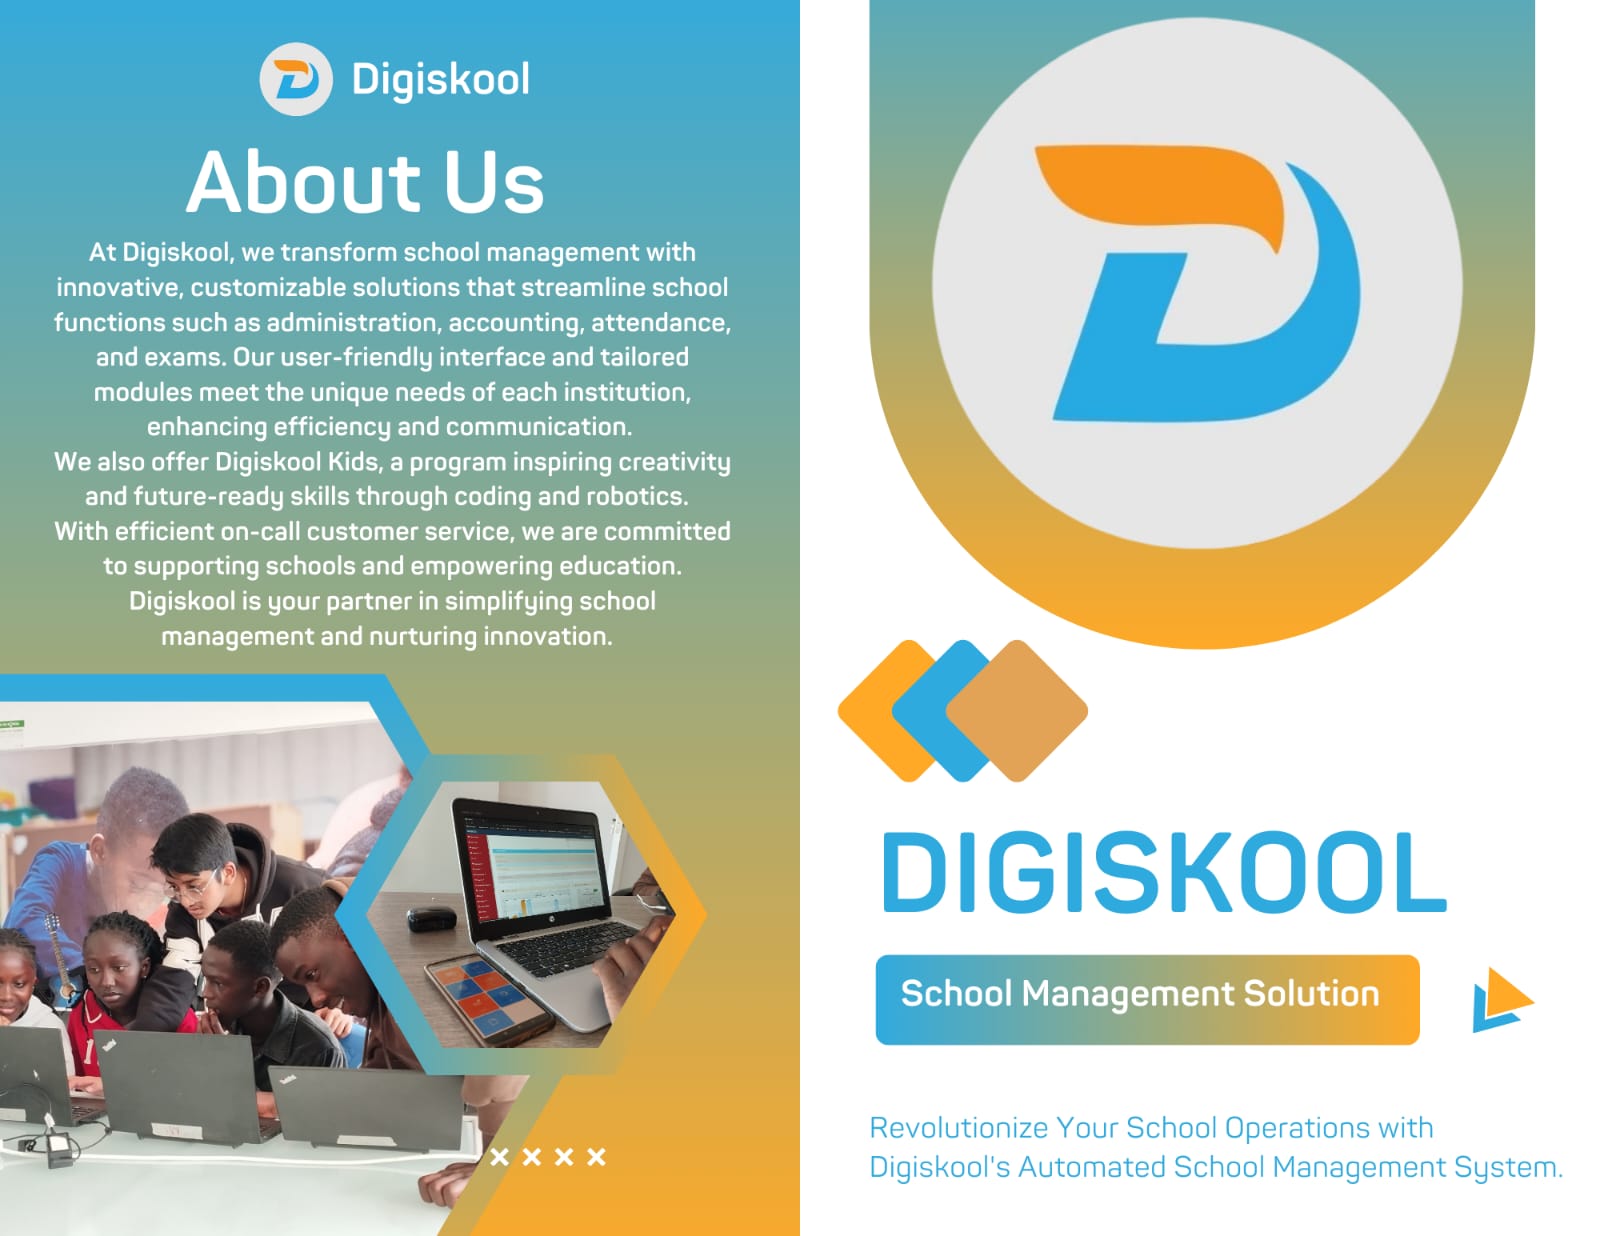 Digiskool
About Us
At Digiskool, we transform school management with
innovative, customizable solutions that streamline school
functions such as administration, accounting, attendance,
and exams. Our user-friendly interface and tailored
modules meet the unique needs of each institution,
enhancing efficiency and communication.
We also offer Digiskool Kids, a program inspiring creativity
and future-ready skills through coding and robotics.
With efficient on-call customer service, we are committed
to supporting schools and empowering education.
Digiskool is your partner in simplifying school
management and nurturing innovation.
DIGISKOOL
School Management Solution
Revolutionize Your School Operations with
Digiskool's Automated School Management System.